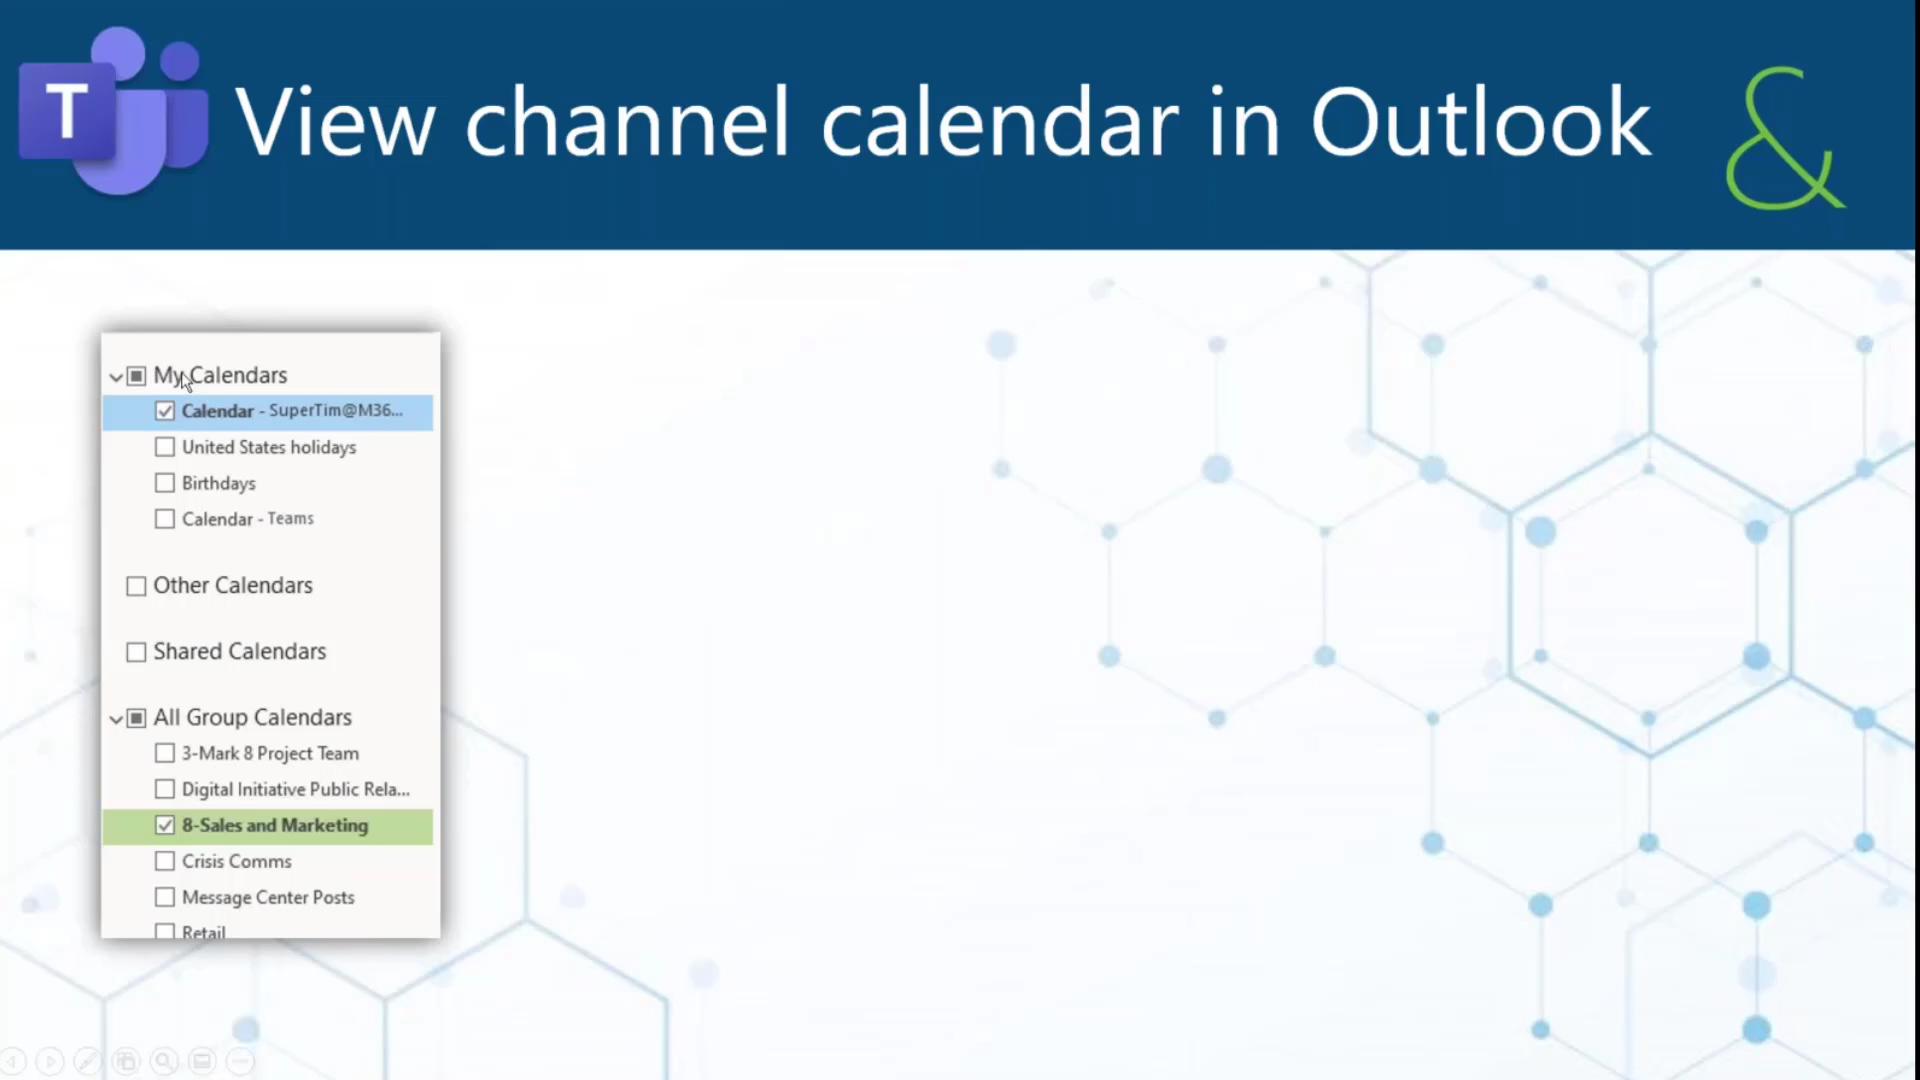 T
View channel calendar in Outlook
&
My Calendars
Calendar - SuperTim@M36...
United States holidays
Birthdays
Calendar - Teams
Other Calendars
Shared Calendars
All Group Calendars
3-Mark 8 Project Team
Digital Initiative Public Rela...
8-Sales and Marketing
Crisis Comms
Message Center Posts
Retail